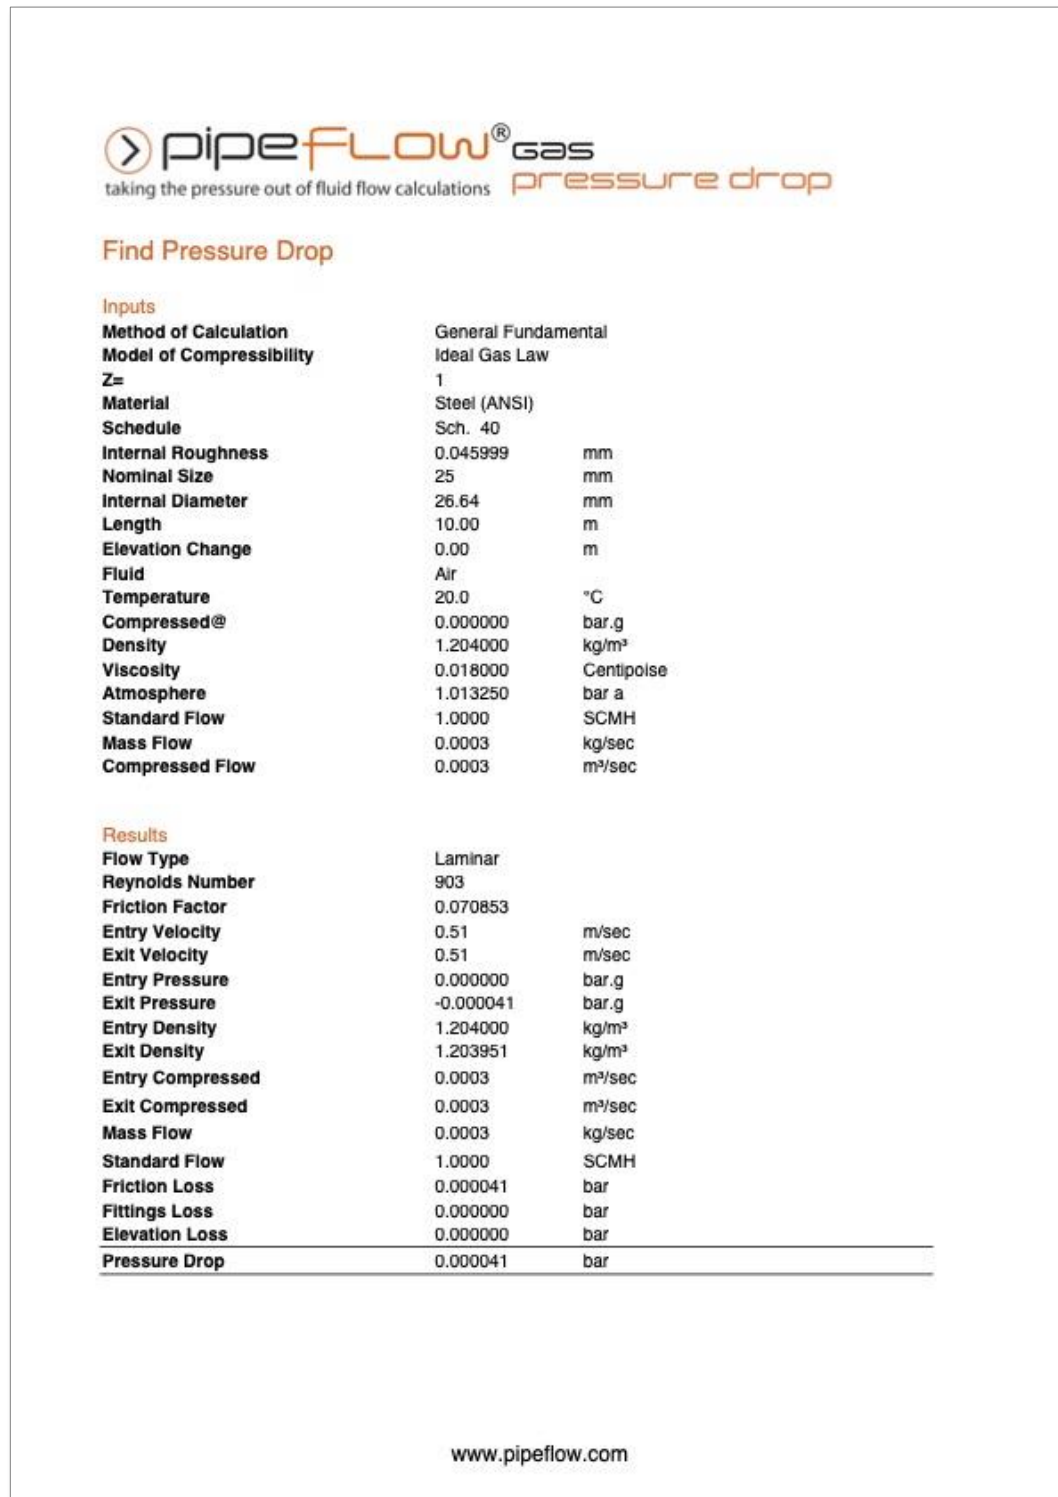 pipeFLOW® Gas
taking the pressure out of fluid flow calculations pressure drop
Find Pressure Drop
Inputs
Method of Calculation General Fundamental
Model of Compressibility Ideal Gas Law
Z= 1
Material Steel (ANSI)
Schedule Sch. 40
Internal Roughness 0.045999 mm
Nominal Size 25 mm
Internal Diameter 26.64 mm
Length 10.00 m
Elevation Change 0.00 m
Fluid Air
Temperature 20.0 °C
Compressed@ 0.000000 bar.g
Density 1.204000 kg/m³
Viscosity 0.018000 Centipoise
Atmosphere 1.013250 bar a
Standard Flow 1.0000 SCMH
Mass Flow 0.0003 kg/sec
Compressed Flow 0.0003 m³/sec
Results
Flow Type Laminar
Reynolds Number 903
Friction Factor 0.070853
Entry Velocity 0.51 m/sec
Exit Velocity 0.51 m/sec
Entry Pressure 0.000000 bar.g
Exit Pressure -0.000041 bar.g
Entry Density 1.204000 kg/m³
Exit Density 1.203951 kg/m³
Entry Compressed 0.0003 m³/sec
Exit Compressed 0.0003 m³/sec
Mass Flow 0.0003 kg/sec
Standard Flow 1.0000 SCMH
Friction Loss 0.000041 bar
Fittings Loss 0.000000 bar
Elevation Loss 0.000000 bar
Pressure Drop 0.000041 bar
www.pipeflow.com